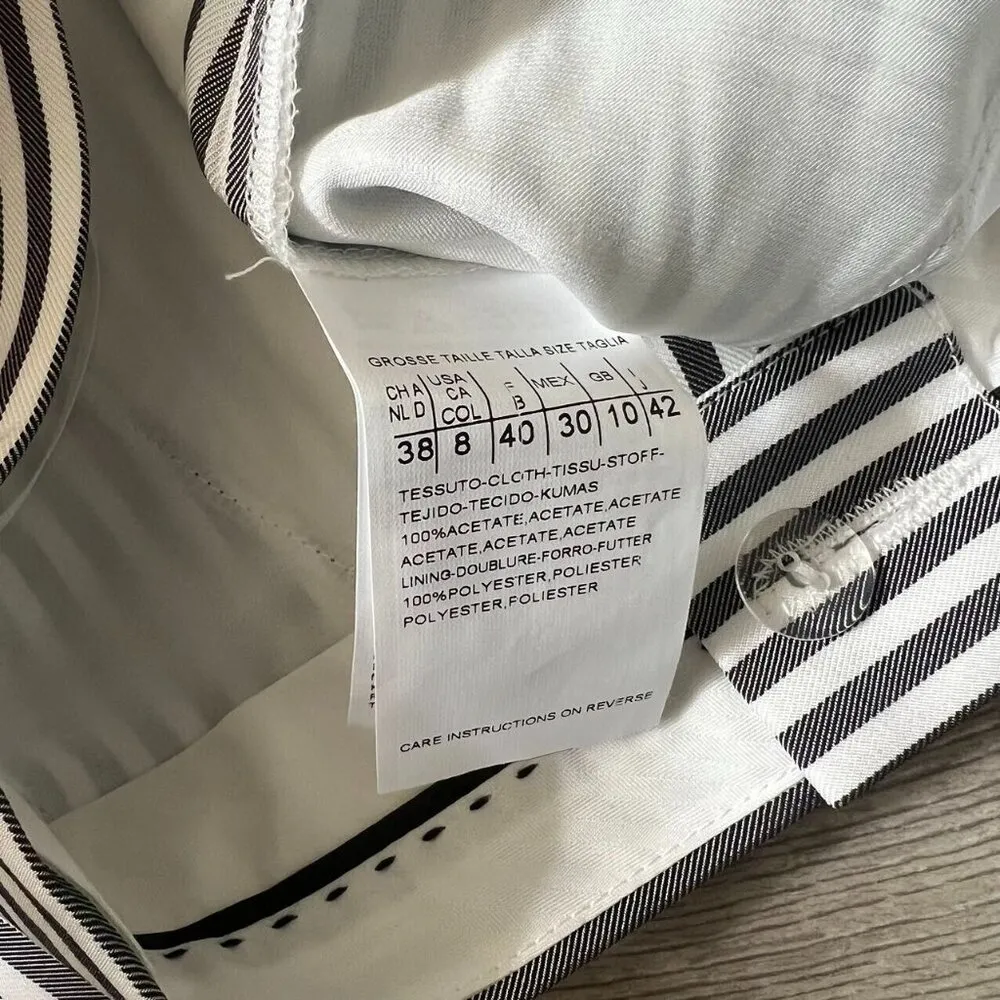 GROSSE TAILLE TALLA SIZE TAGLIA
CH A USA F MEX GB I
NL D CA B
COL
38 8 40 30 10 42
TESSUTO-CLOTH-TISSU-STOFF-
TEJIDO-TECIDO-KUMAS
100%ACETATE,ACETATE,ACETATE
ACETATE,ACETATE,ACETATE
LINING-DOUBLURE-FORRO-FUTTER
100%POLYESTER,POLIESTER
POLYESTER,FOLIESTER
CARE INSTRUCTIONS ON REVERSE